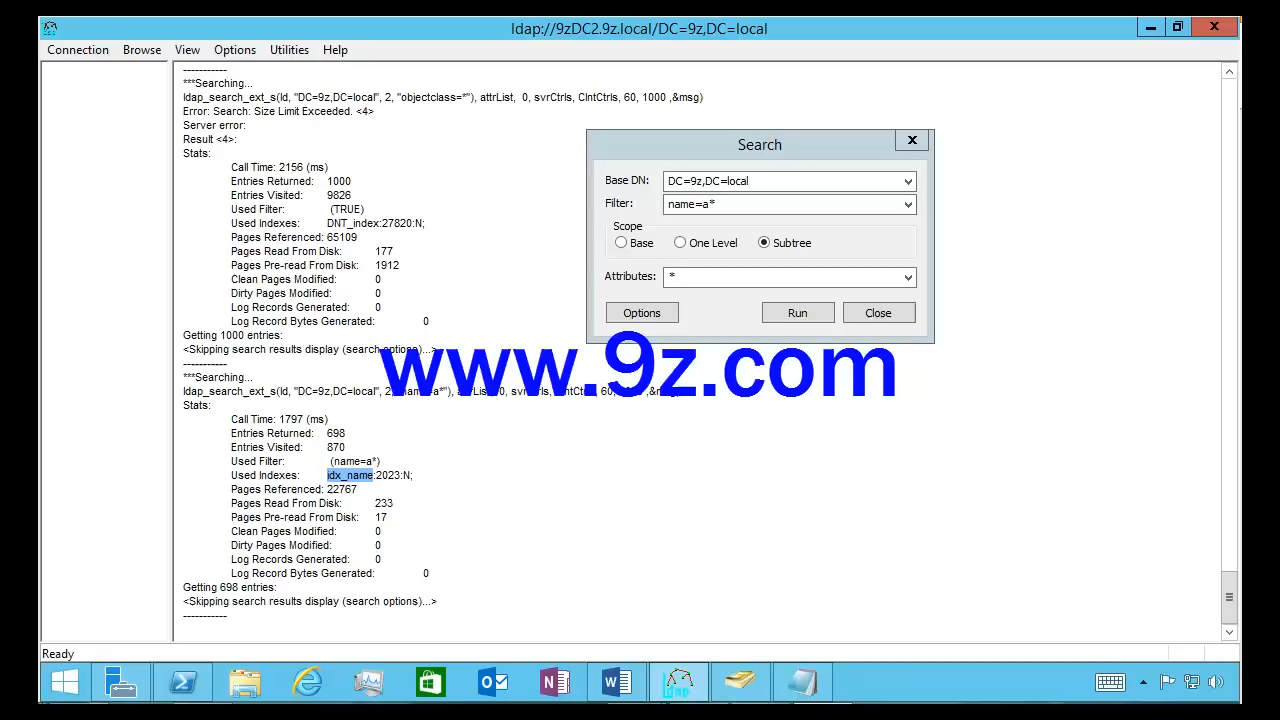 ldap://9zDC2.9z.local/DC=9z,DC=local
Connection Browse View Options Utilities Help
-----------
***Searching...
ldap_search_ext_s(ld, "DC=9z,DC=local", 2, "objectclass=*"), attrList, 0, svrCtrls, ClntCtrls, 60, 1000 ,&msg)
Error: Search: Size Limit Exceeded. <4>
Server error:
Result <4>:
Stats:
Call Time: 2156 (ms)
Entries Returned: 1000
Entries Visited: 9826
Used Filter: (TRUE)
Used Indexes: DNT_index:27820:N;
Pages Referenced: 65109
Pages Read From Disk: 177
Pages Pre-read From Disk: 1912
Clean Pages Modified: 0
Dirty Pages Modified: 0
Log Records Generated: 0
Log Record Bytes Generated: 0
Getting 1000 entries:
<Skipping search results display (search options)...>
-----------
***Searching...
ldap_search_ext_s(ld, "DC=9z,DC=local", 2, 
Stats:
Call Time: 1797 (ms)
Entries Returned: 698
Entries Visited: 870
Used Filter: (name=a*)
Used Indexes: idx_name:2023:N;
Pages Referenced: 22767
Pages Read From Disk: 233
Pages Pre-read From Disk: 17
Clean Pages Modified: 0
Dirty Pages Modified: 0
Log Records Generated: 0
Log Record Bytes Generated: 0
Getting 698 entries:
<Skipping search results display (search options)...>
-----------
Search
Base DN: DC=9z,DC=local
Filter: name=a*
Scope
Base One Level Subtree
Attributes: *
Options Run Close
www.9z.com
Ready
ldap